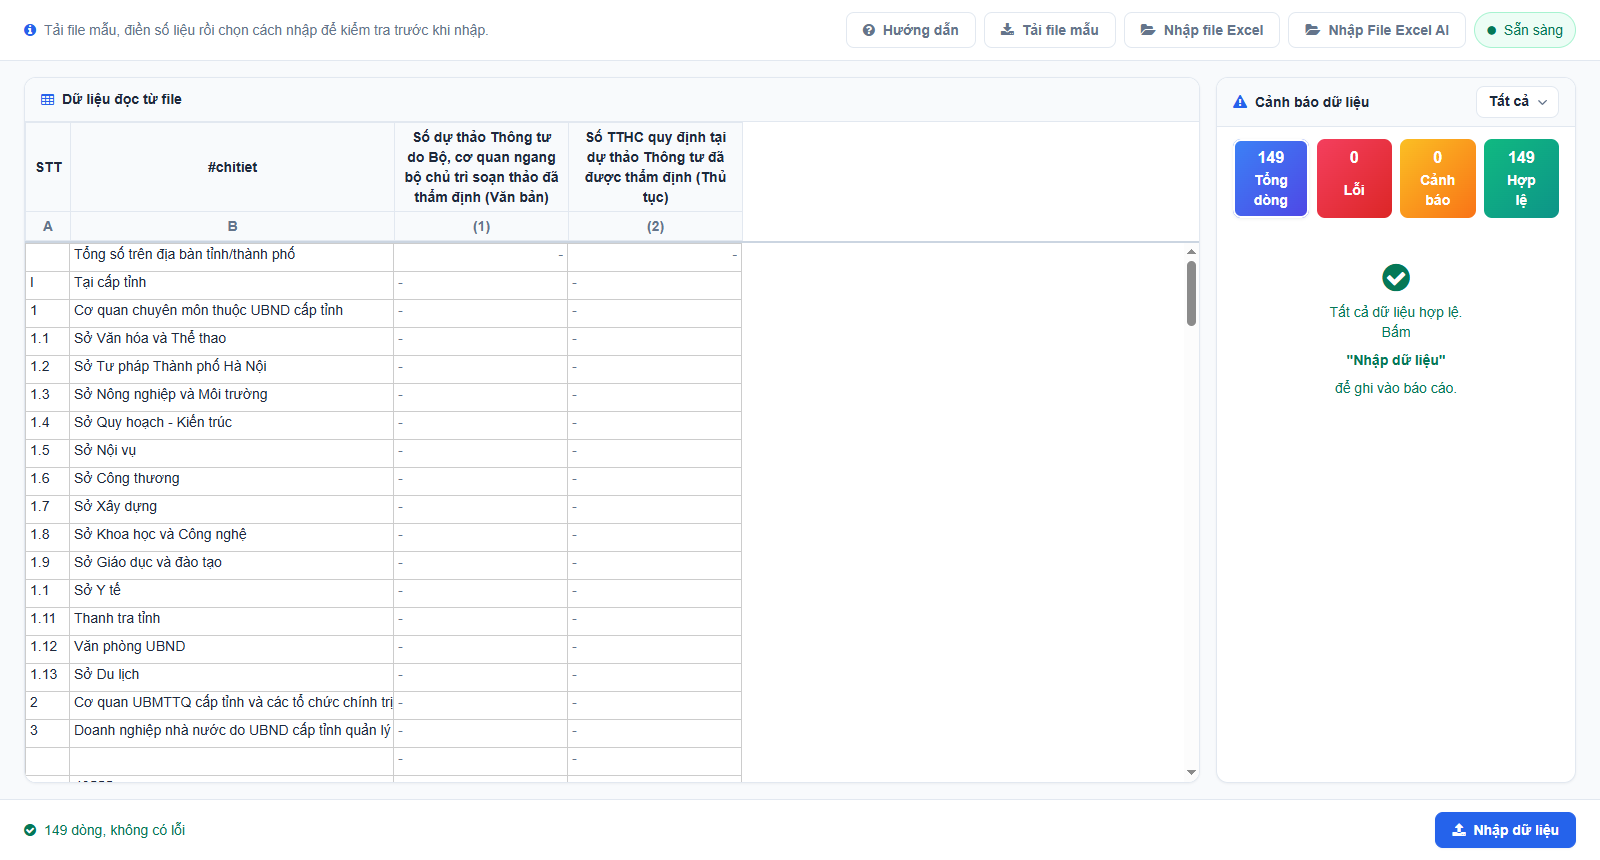 Tải file mẫu, điền số liệu rồi chọn cách nhập để kiểm tra trước khi nhập.
Hướng dẫn
Tải file mẫu
Nhập file Excel
Nhập File Excel AI
Sẵn sàng
Dữ liệu đọc từ file
STT
#chitiet
Số dự thảo Thông tư
do Bộ, cơ quan ngang
bộ chủ trì soạn thảo đã
thẩm định (Văn bản)
Số TTHC quy định tại
dự thảo Thông tư đã
được thẩm định (Thủ
tục)
A B (1) (2)
Tổng số trên địa bàn tỉnh/thành phố - -
I Tại cấp tỉnh - -
1 Cơ quan chuyên môn thuộc UBND cấp tỉnh - -
1.1 Sở Văn hóa và Thể thao - -
1.2 Sở Tư pháp Thành phố Hà Nội - -
1.3 Sở Nông nghiệp và Môi trường - -
1.4 Sở Quy hoạch - Kiến trúc - -
1.5 Sở Nội vụ - -
1.6 Sở Công thương - -
1.7 Sở Xây dựng - -
1.8 Sở Khoa học và Công nghệ - -
1.9 Sở Giáo dục và đào tạo - -
1.1 Sở Y tế - -
1.11 Thanh tra tỉnh - -
1.12 Văn phòng UBND - -
1.13 Sở Du lịch - -
2 Cơ quan UBMTTQ cấp tỉnh và các tổ chức chính trị - -
3 Doanh nghiệp nhà nước do UBND cấp tỉnh quản lý - -
- -
Cảnh báo dữ liệu
Tất cả
149
Tổng
dòng
0
Lỗi
0
Cảnh
báo
149
Hợp
lệ
Tất cả dữ liệu hợp lệ.
Bấm
"Nhập dữ liệu"
để ghi vào báo cáo.
149 dòng, không có lỗi
Nhập dữ liệu